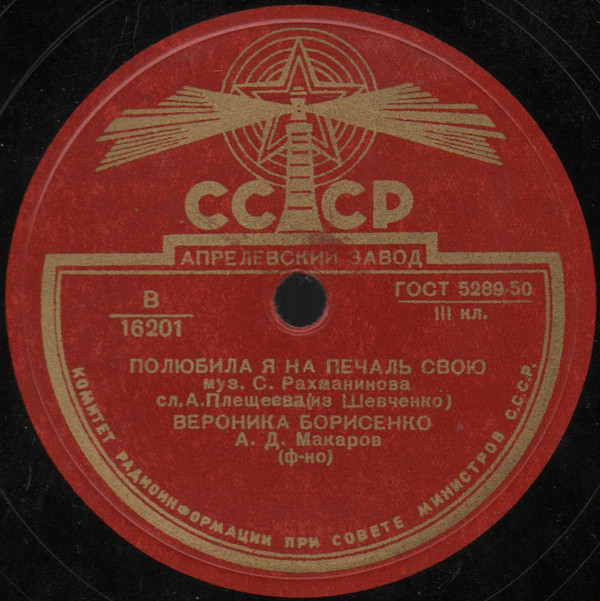 СССР
АПРЕЛЕВСКИЙ ЗАВОД
В
16201
ГОСТ 5289-50
III кл.
ПОЛЮБИЛА Я НА ПЕЧАЛЬ СВОЮ
муз. С. Рахманинова
сл. А. Плещеева (из Шевченко)
ВЕРОНИКА БОРИСЕНКО
А. Д. Макаров
(ф-но)
КОМИТЕТ РАДИОИНФОРМАЦИИ ПРИ СОВЕТЕ МИНИСТРОВ С.С.С.Р.